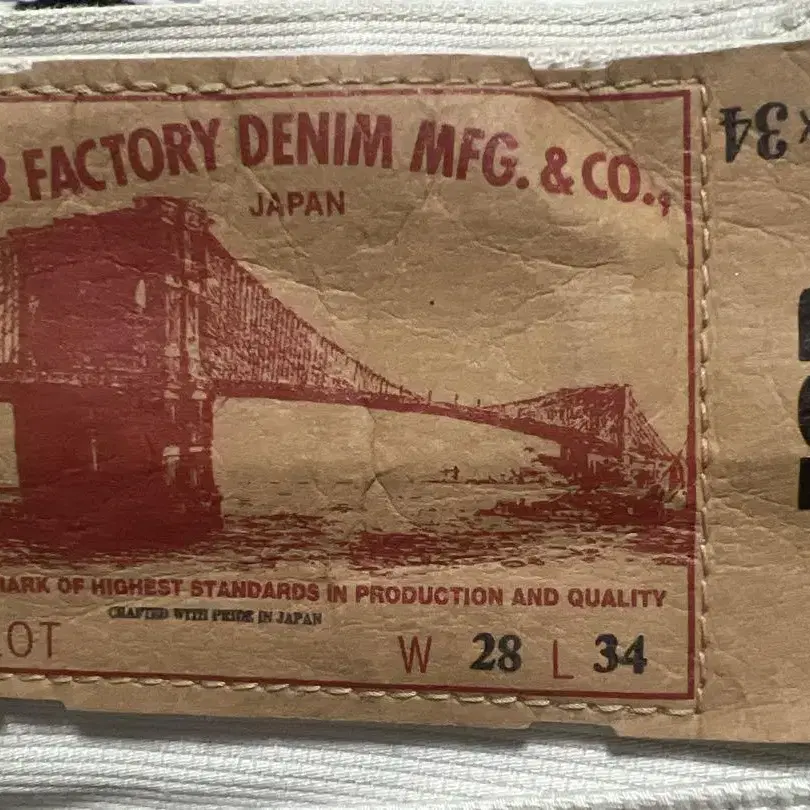 FACTORY DENIM MFG. & CO.,
JAPAN
MARK OF HIGHEST STANDARDS IN PRODUCTION AND QUALITY
CRAFTED WITH PRIDE IN JAPAN
LOT W 28 L 34
34